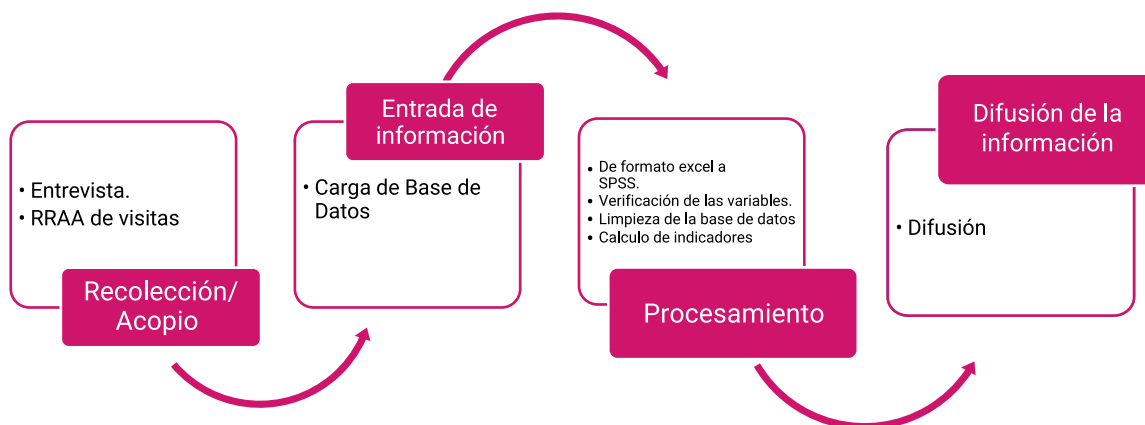 • Entrevista.
• RRAA de visitas
Recolección/
Acopio
Entrada de
información
• Carga de Base de
Datos
• De formato excel a
SPSS.
• Verificación de las variables.
• Limpieza de la base de datos
• Calculo de indicadores
Procesamiento
Difusión de la
información
• Difusión